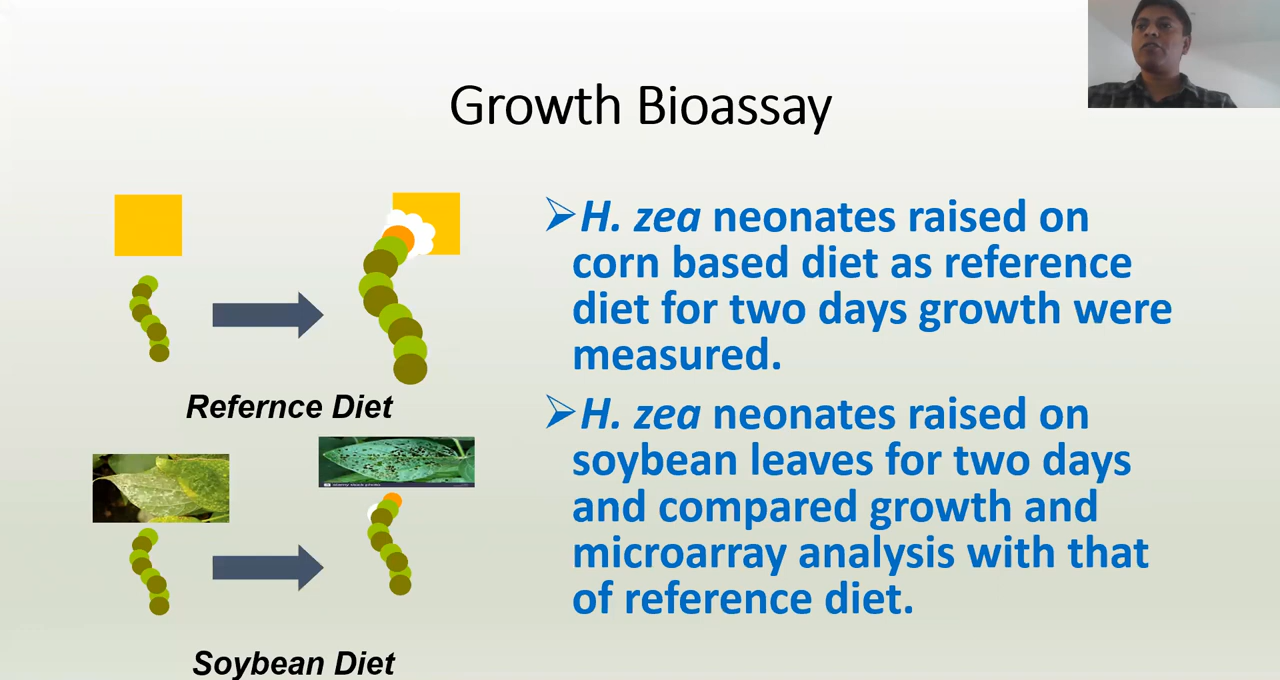 Growth Bioassay
➢H. zea neonates raised on
corn based diet as reference
diet for two days growth were
measured.
Refernce Diet
➢H. zea neonates raised on
soybean leaves for two days
and compared growth and
microarray analysis with that
of reference diet.
Soybean Diet